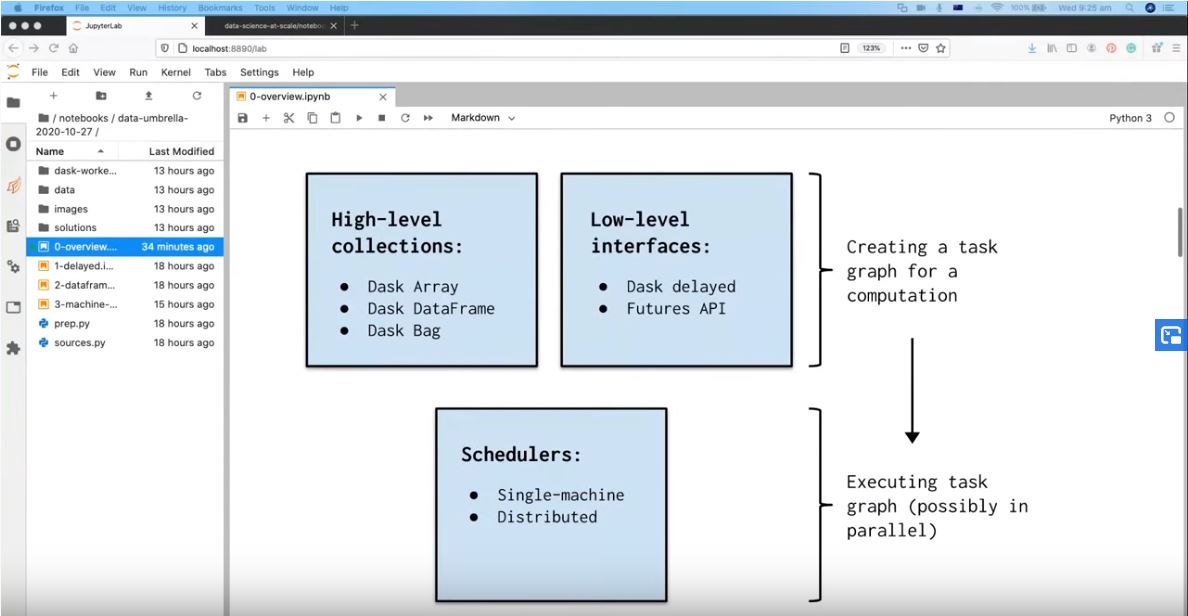 Firefox File Edit View History Bookmarks Tools Window Help 100% Wed 9:25 am
JupyterLab data-science-at-scale/notebo
localhost:8890/lab 123%
File Edit View Run Kernel Tabs Settings Help
0-overview.ipynb
/ notebooks / data-umbrella-
2020-10-27 /
Markdown Python 3
Name Last Modified
dask-worke... 13 hours ago
data 13 hours ago
images 13 hours ago
solutions 13 hours ago
0-overview.... 34 minutes ago
1-delayed.i... 18 hours ago
2-datafram... 18 hours ago
3-machine-... 15 hours ago
prep.py 18 hours ago
sources.py 18 hours ago
High-level
collections:
● Dask Array
● Dask DataFrame
● Dask Bag
Low-level
interfaces:
● Dask delayed
● Futures API
Creating a task
graph for a
computation
Schedulers:
● Single-machine
● Distributed
Executing task
graph (possibly in
parallel)